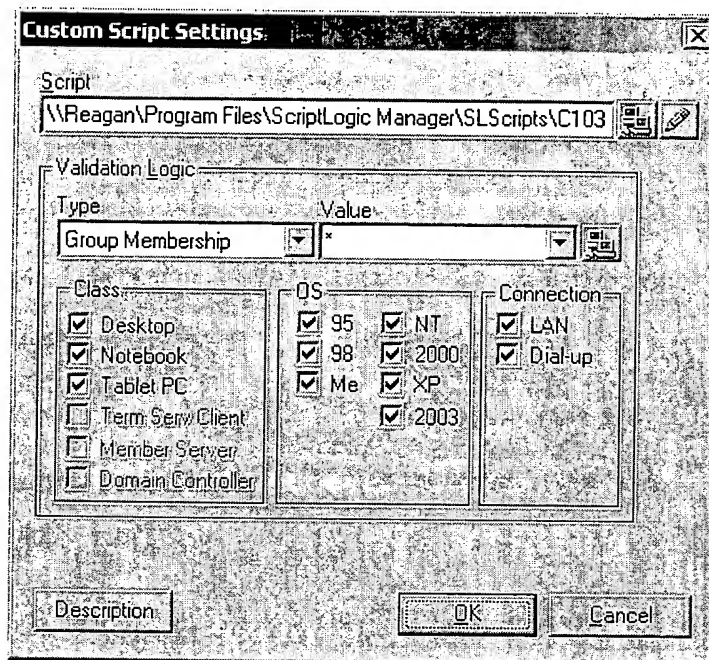 Custom Script Settings
Script
\\Reagan\Program Files\ScriptLogic Manager\SLScripts\C103
Validation Logic
Type
Value
Group Membership
*
Class
Desktop
Notebook
Tablet PC
Term Serv Client
Member Server
Domain Controller
OS
95
NT
98
2000
Me
XP
2003
Connection
LAN
Dial-up
Description
OK
Cancel